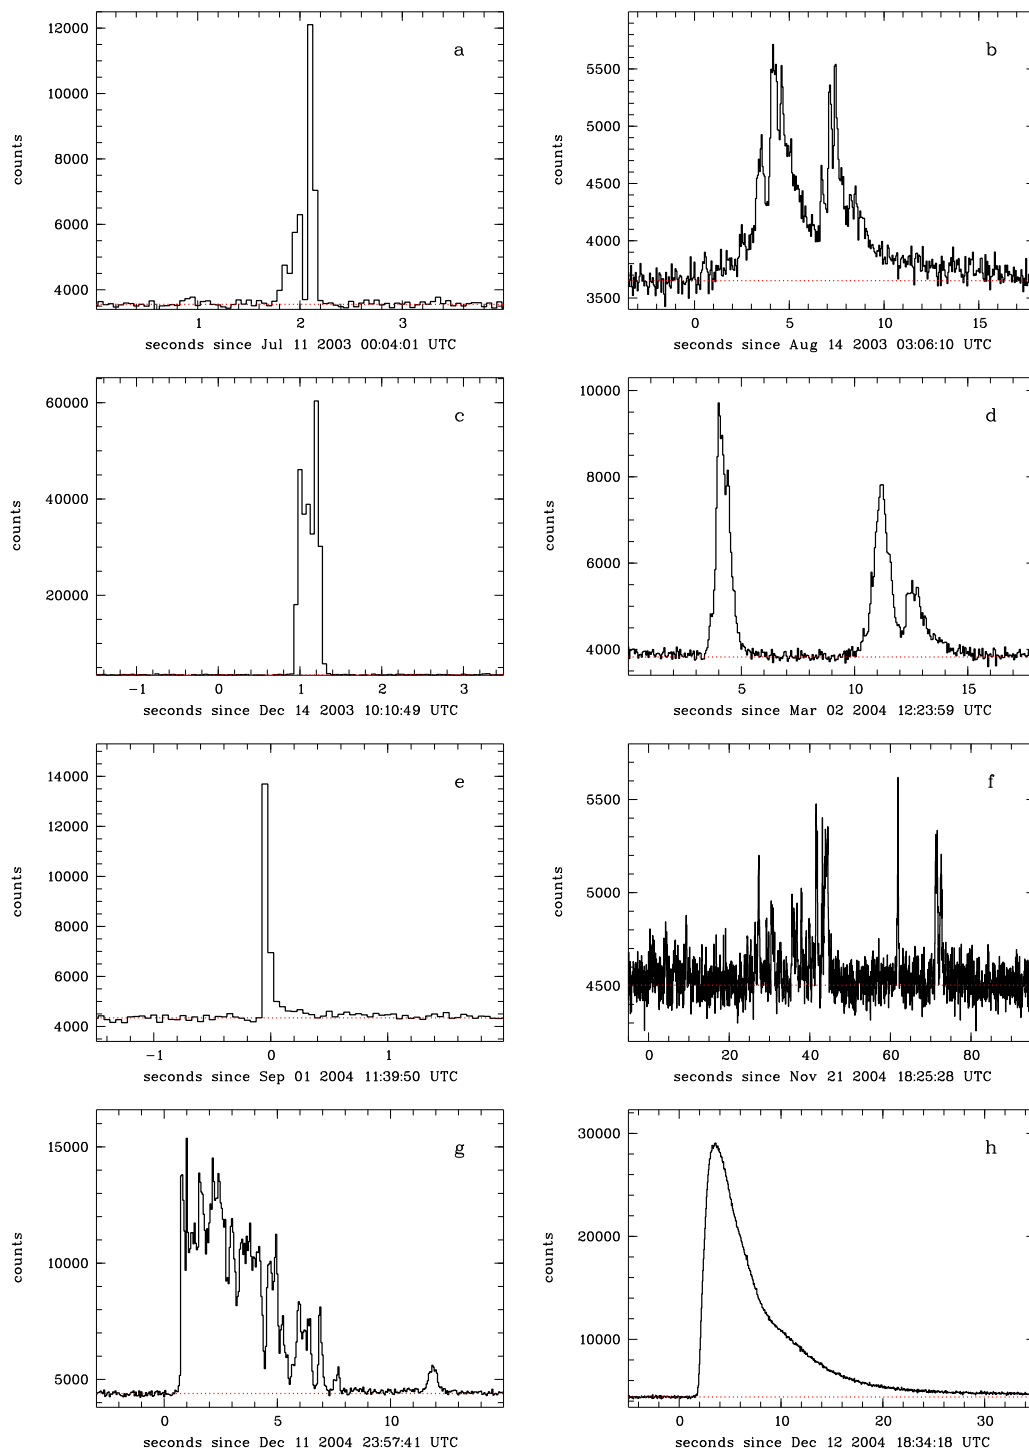 12000
10000
8000
6000
4000
counts
a
1 2 3
seconds since Jul 11 2003 00:04:01 UTC
5500
5000
4500
4000
3500
counts
b
0 5 10 15
seconds since Aug 14 2003 03:06:10 UTC
60000
40000
20000
counts
c
−1 0 1 2 3
seconds since Dec 14 2003 10:10:49 UTC
10000
8000
6000
4000
counts
d
5 10 15
seconds since Mar 02 2004 12:23:59 UTC
14000
12000
10000
8000
6000
4000
counts
e
−1 0 1
seconds since Sep 01 2004 11:39:50 UTC
5500
5000
4500
counts
f
0 20 40 60 80
seconds since Nov 21 2004 18:25:28 UTC
15000
10000
5000
counts
g
0 5 10
seconds since Dec 11 2004 23:57:41 UTC
30000
20000
10000
counts
h
0 10 20 30
seconds since Dec 12 2004 18:34:18 UTC